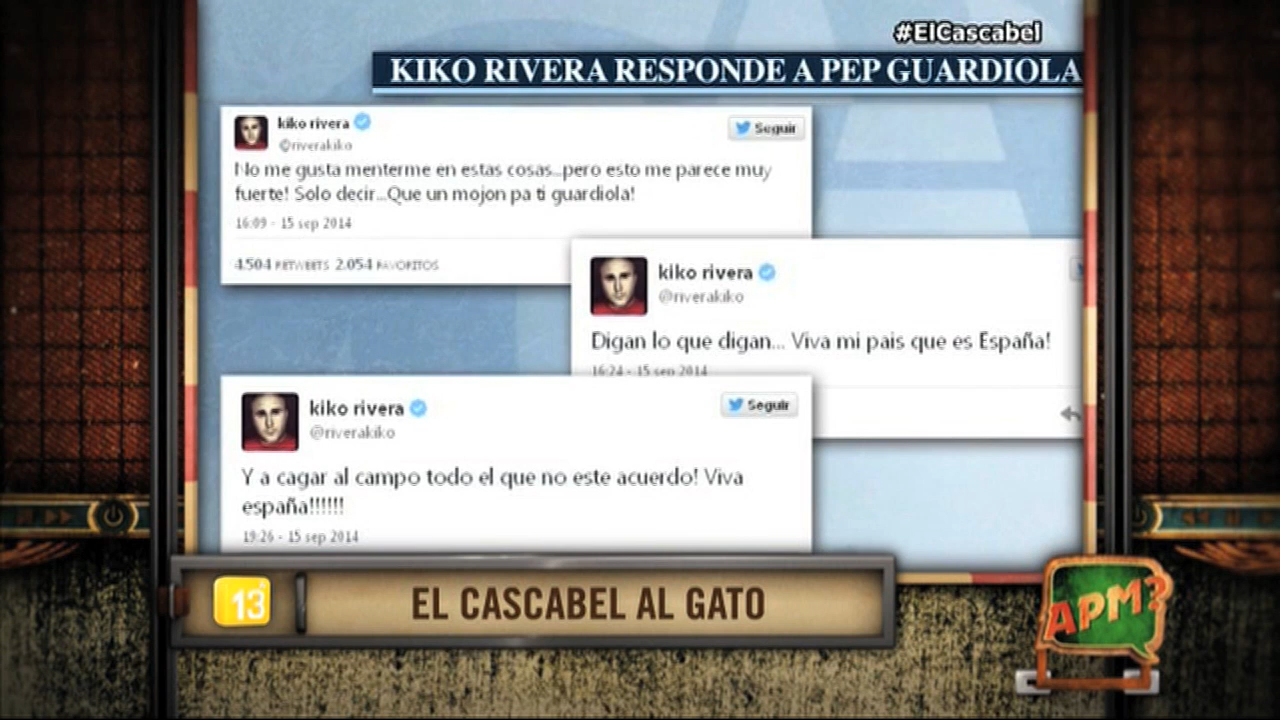 #ElCascabel
KIKO RIVERA RESPONDE A PEP GUARDIOLA
kiko rivera
@riverakiko
Seguir
No me gusta menterme en estas cosas...pero esto me parece muy
fuerte! Solo decir...Que un mojon pa ti guardiola!
16:09 - 15 sep 2014
4.504 RETWEETS 2.054 FAVORITOS
kiko rivera
@riverakiko
Digan lo que digan... Viva mi pais que es España!
16:24 - 15 sep 2014
kiko rivera
@riverakiko
Seguir
Y a cagar al campo todo el que no este acuerdo! Viva
españa!!!!!!
19:26 - 15 sep 2014
13
EL CASCABEL AL GATO
APM?